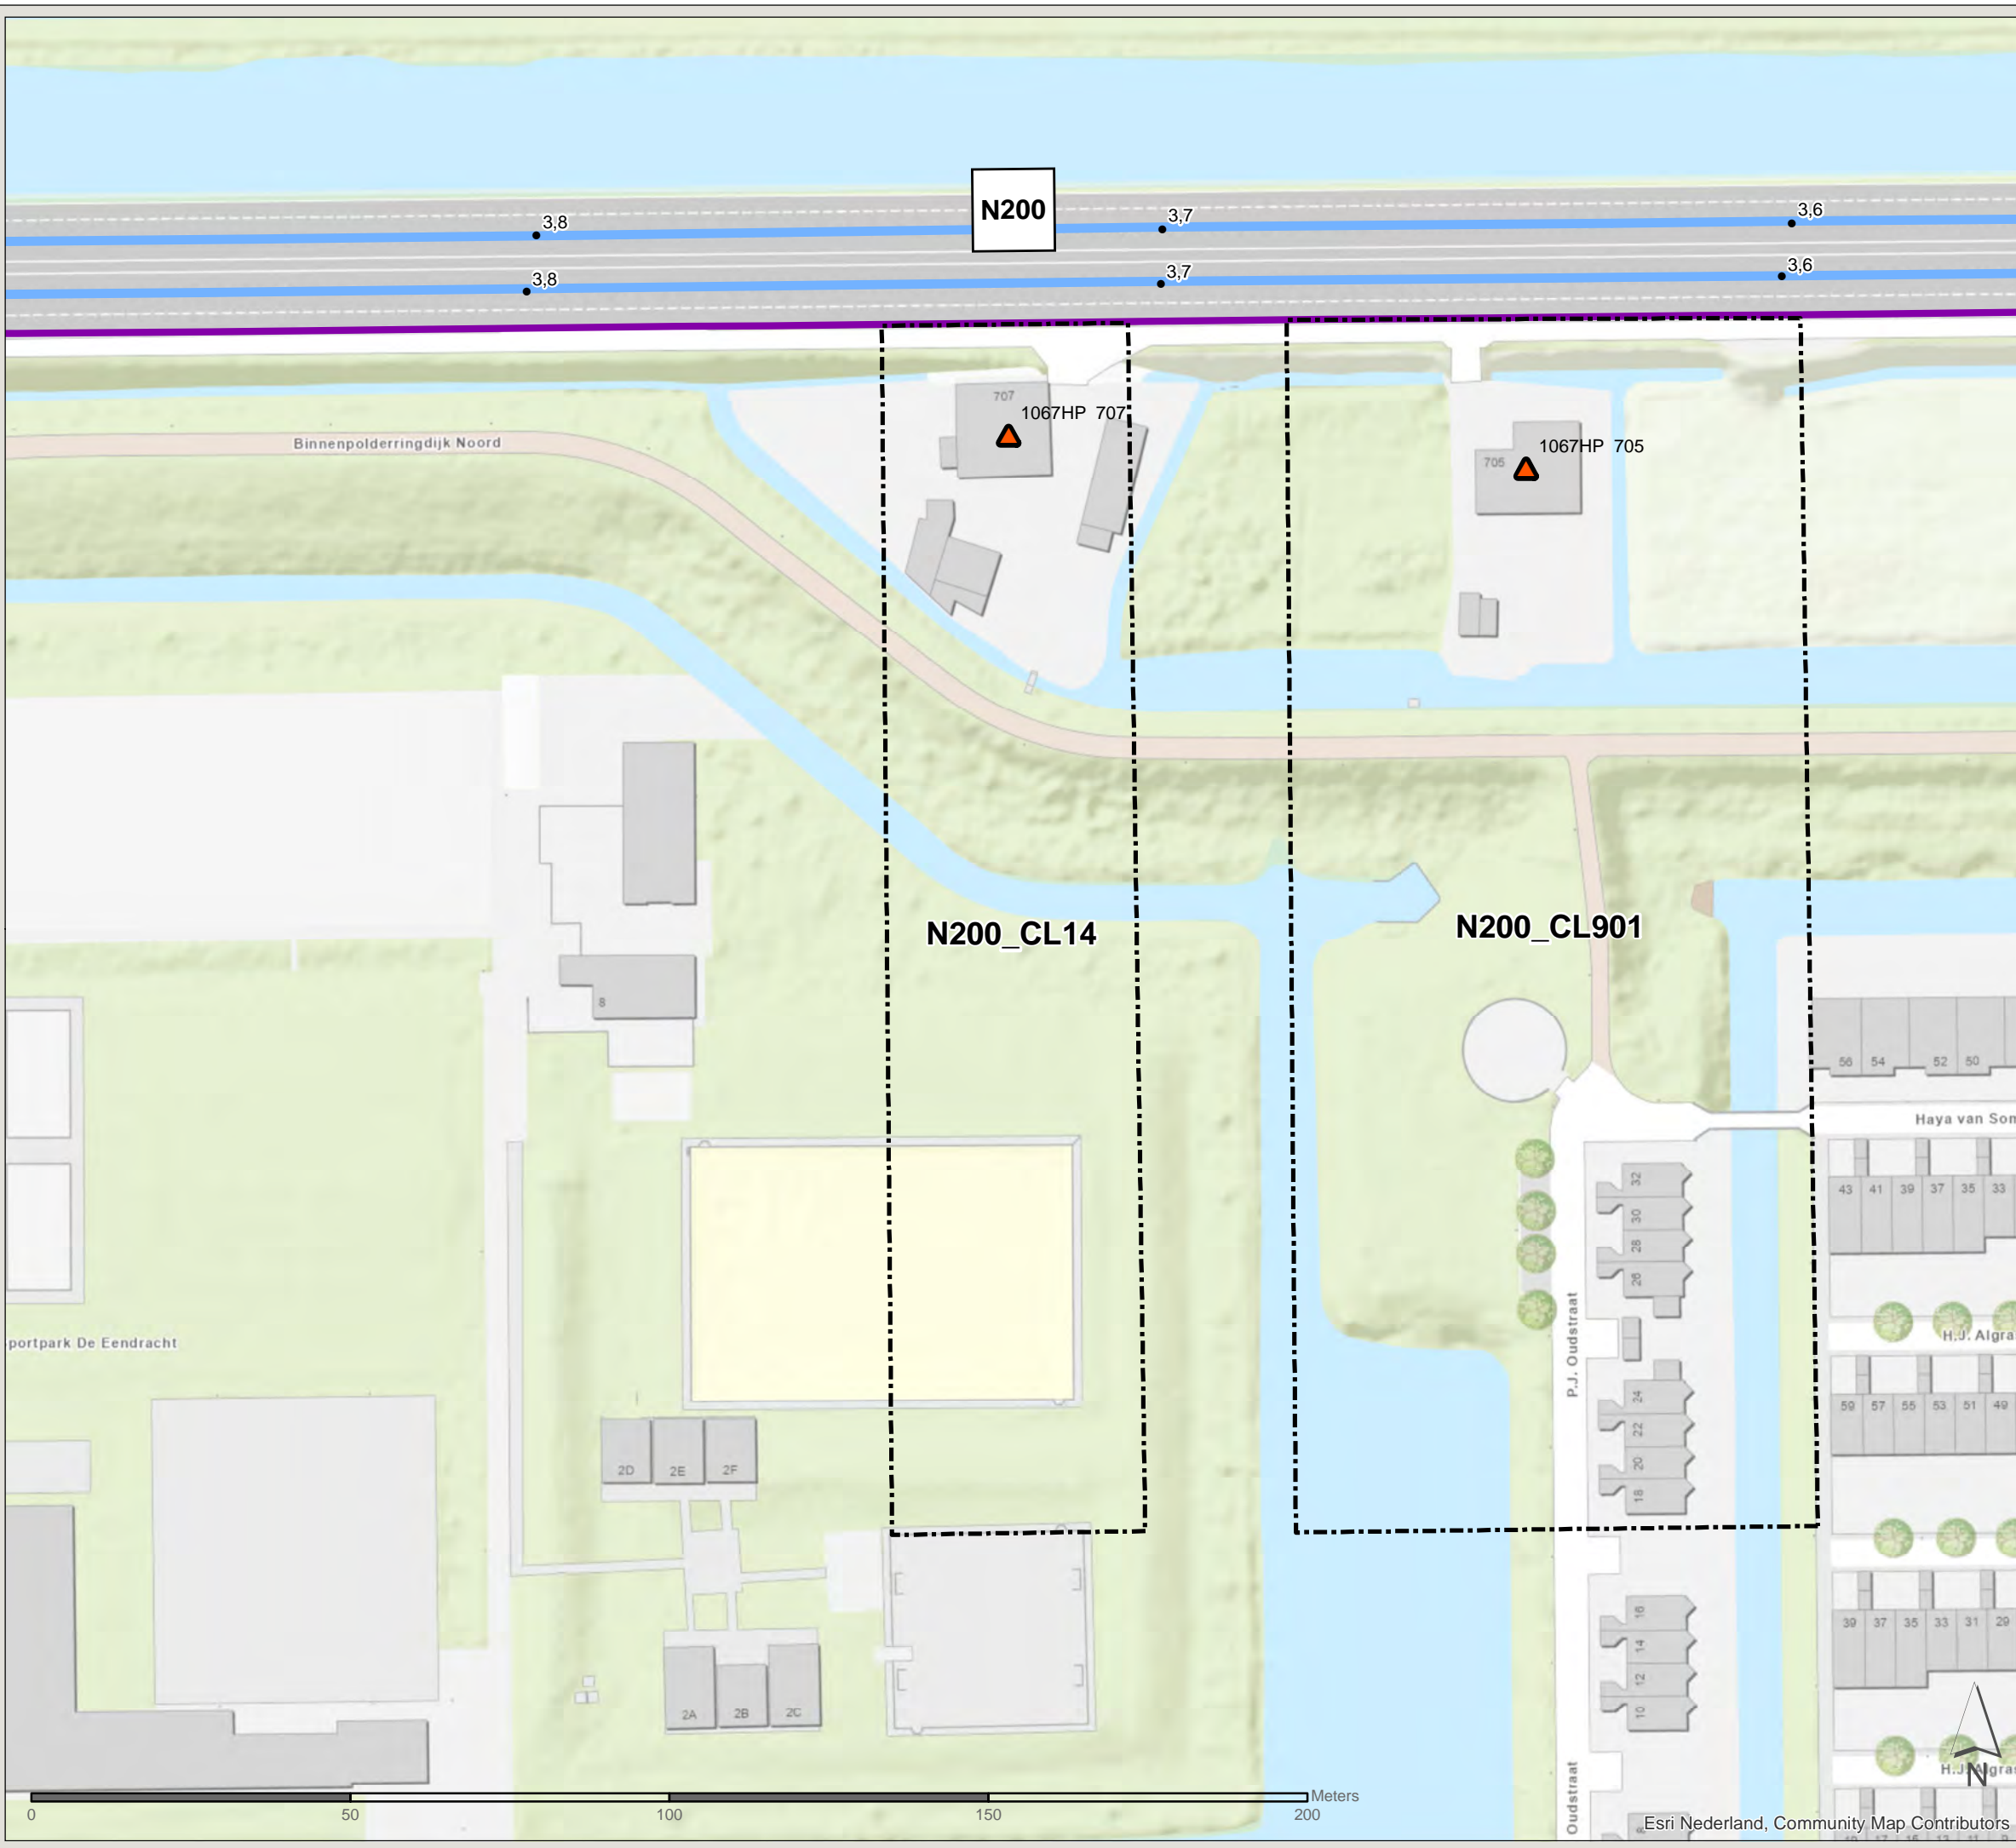 N200
3,8
3,7
3,6
3,8
3,7
3,6
707
1067HP 707
1067HP 705
705
Binnenpolderringdijk Noord
N200_CL14
N200_CL901
8
56 54 52 50
Haya van Som
43 41 39 37 35 33
32
30
28
26
portpark De Eendracht
P.J. Oudstraat
H.J. Algra
24
22
20
18
59 57 55 53 51 49
2D 2E 2F
16
14
12
10
39 37 35 33 31 29
2A 2B 2C
Oudstraat
H.J. Algra
N
0 50 100 150 200
Meters
Esri Nederland, Community Map Contributors